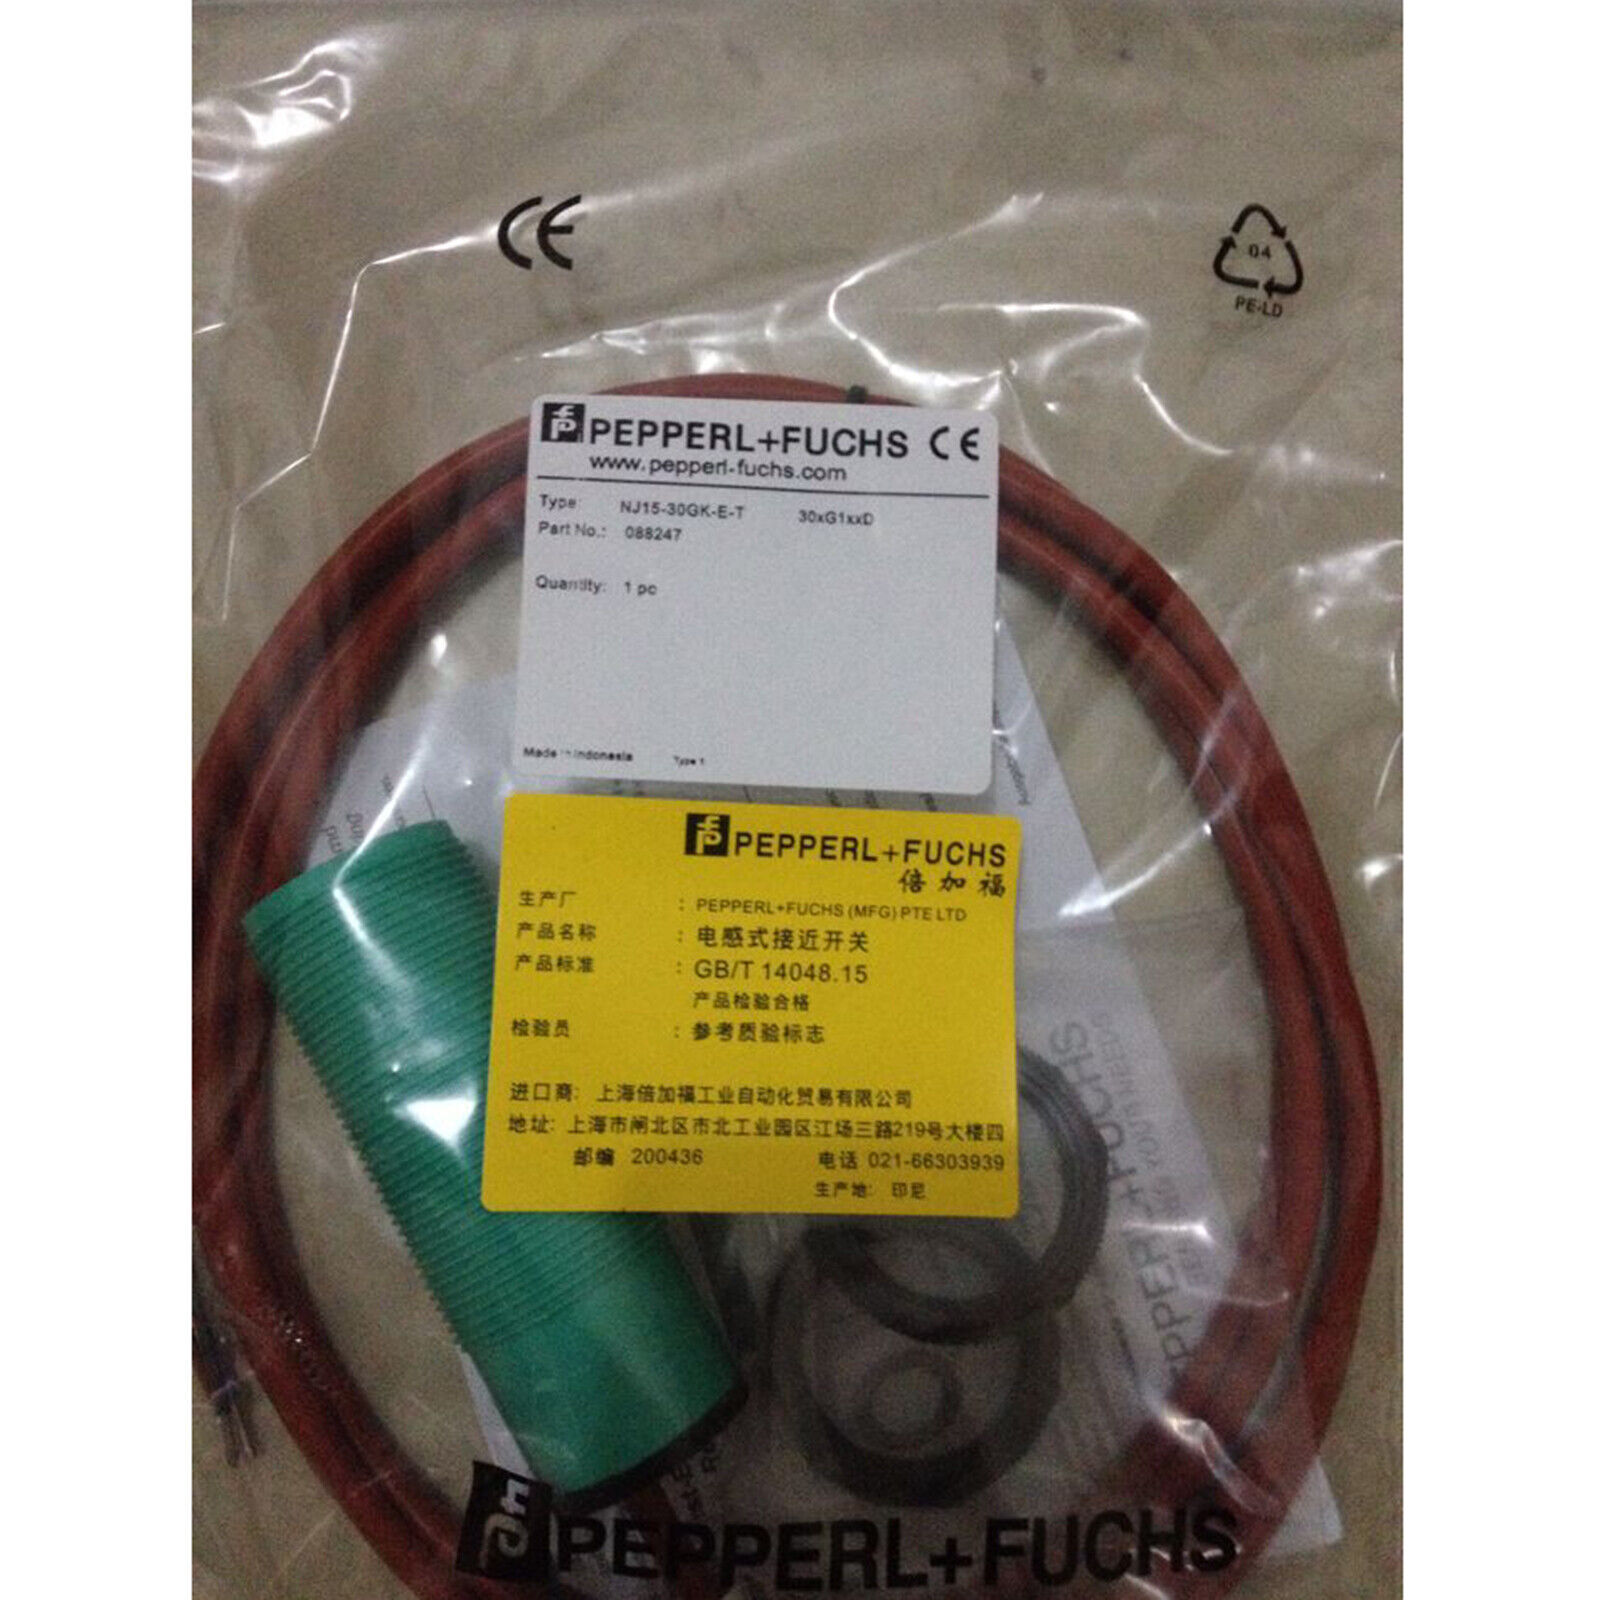 CE
04
PE-LD
PEPPERL+FUCHS CE
www.pepperl-fuchs.com
Type: NJ15-30GK-E-T 30xG1xxD
Part No.: 088247
Quantity: 1 pc
Made in Indonesia Type 1
PEPPERL+FUCHS
倍加福
生产厂 : PEPPERL+FUCHS (MFG) PTE LTD
产品名称 : 电感式接近开关
产品标准 : GB/T 14048.15
产品检验合格
检验员 : 参考质验标志
进口商: 上海倍加福工业自动化贸易有限公司
地址: 上海市闸北区市北工业园区江场三路219号大楼四
邮编 200436 电话 021-66303939
生产地: 印尼
PEPPERL+FUCHS
PEPPERL+FUCHS